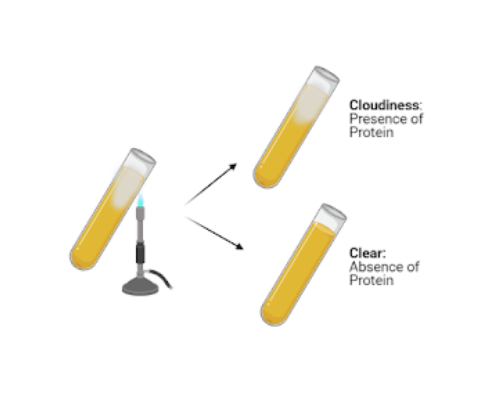 Cloudiness:
Presence of
Protein
Clear:
Absence of
Protein